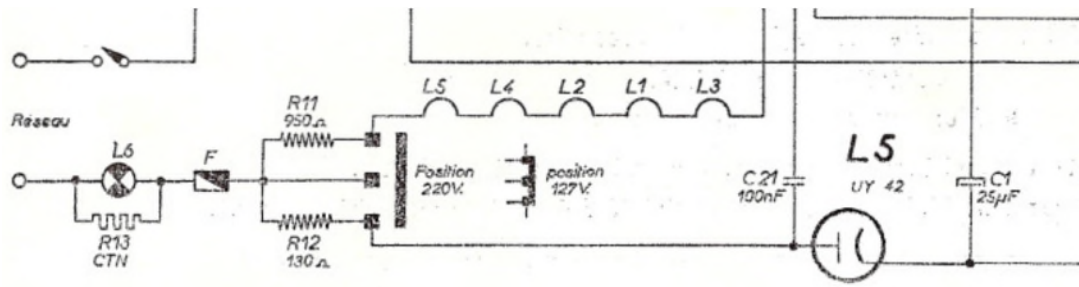 L5 L4 L2 L1 L3
R11
950Ω
Réseau
L6
F
Position
220V.
position
127V.
L5
UY 42
C21
100nF
C1
25µF
R13
CTN
R12
130Ω